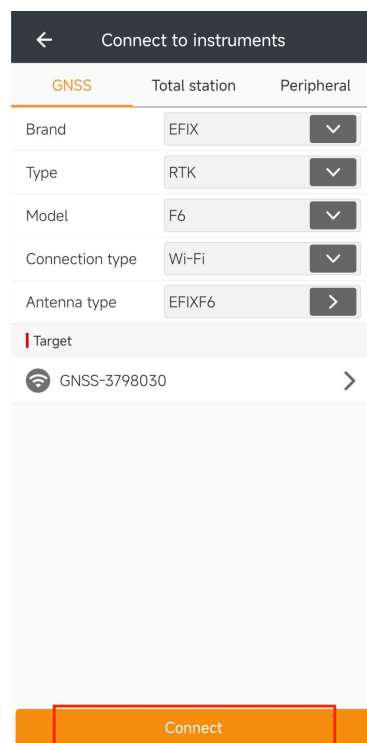 Connect to instruments
GNSS Total station Peripheral
Brand EFIX
Type RTK
Model F6
Connection type Wi-Fi
Antenna type EFIXF6
Target
GNSS-3798030
Connect